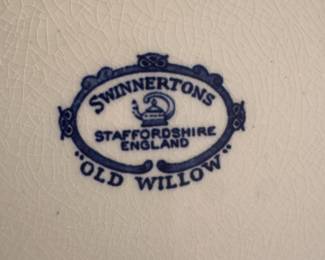 SWINNERTONS
STAFFORDSHIRE
ENGLAND
"OLD WILLOW"